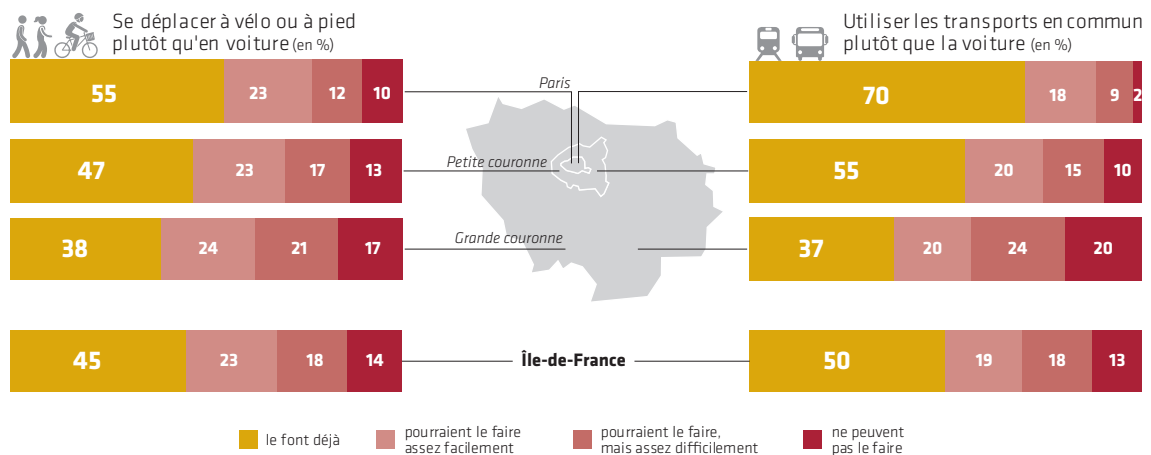 Se déplacer à vélo ou à pied
plutôt qu'en voiture (en %)
Utiliser les transports en commun
plutôt que la voiture (en %)
55 23 12 10
Paris
70 18 9 2
47 23 17 13
Petite couronne
55 20 15 10
38 24 21 17
Grande couronne
37 20 24 20
45 23 18 14
Île-de-France
50 19 18 13
le font déjà
pourraient le faire
assez facilement
pourraient le faire,
mais assez difficilement
ne peuvent
pas le faire